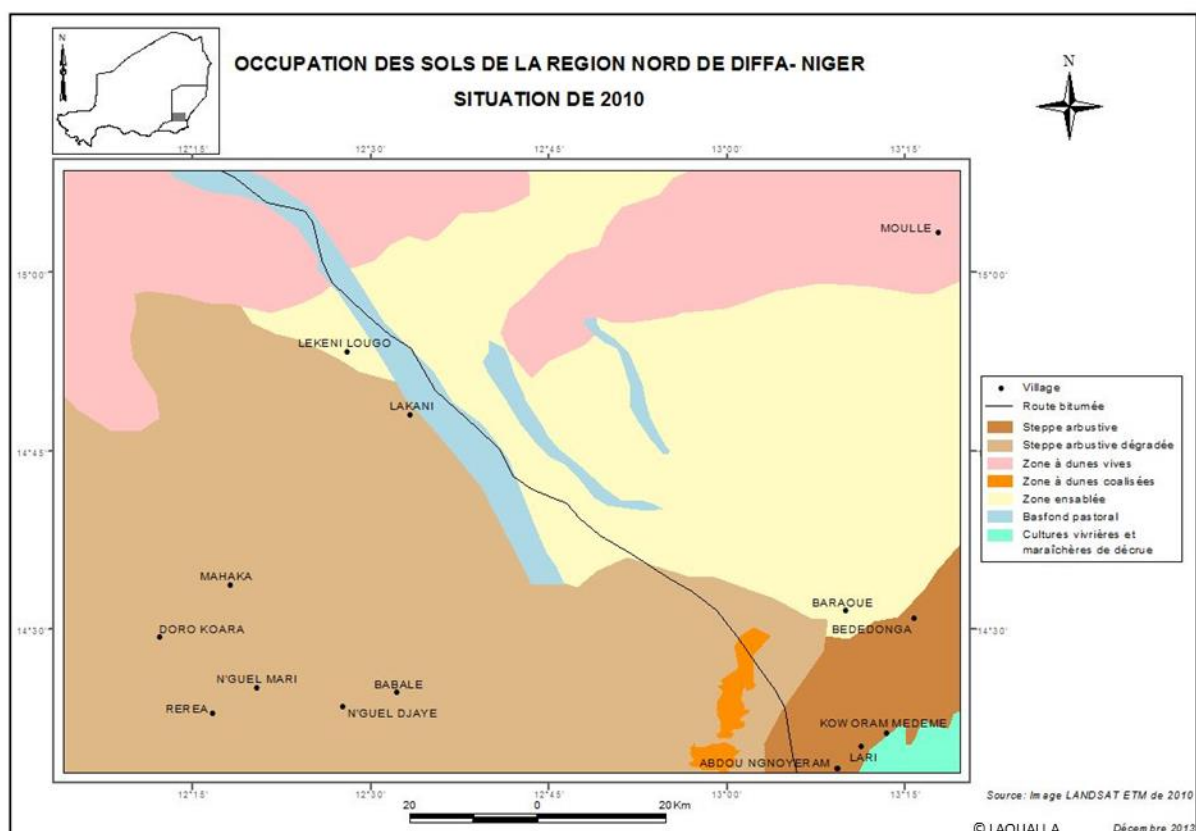 N
OCCUPATION DES SOLS DE LA REGION NORD DE DIFFA- NIGER
SITUATION DE 2010
N
12°15' 12°30' 12°45' 13°00' 13°15'
MOULLE
15°00' 15°00'
LEKENI LOUGO
LAKANI
14°45'
MAHAKA
BARAOUE
DORO KOARA
BEDEDONGA
14°30' 14°30'
N'GUEL MARI
BABALE
REREA
N'GUEL DJAYE
KOW ORAM MEDEME
LARI
ABDOU NGNOYERAM
12°15' 12°30' 12°45' 13°00' 13°15'
Village
Route bitumée
Steppe arbustive
Steppe arbustive dégradée
Zone à dunes vives
Zone à dunes coalisées
Zone ensablée
Basfond pastoral
Cultures vivrières et
maraîchères de décrue
20 0 20 Km
Source: Image LANDSAT ETM de 2010
© LAOUALLA Décembre 2013